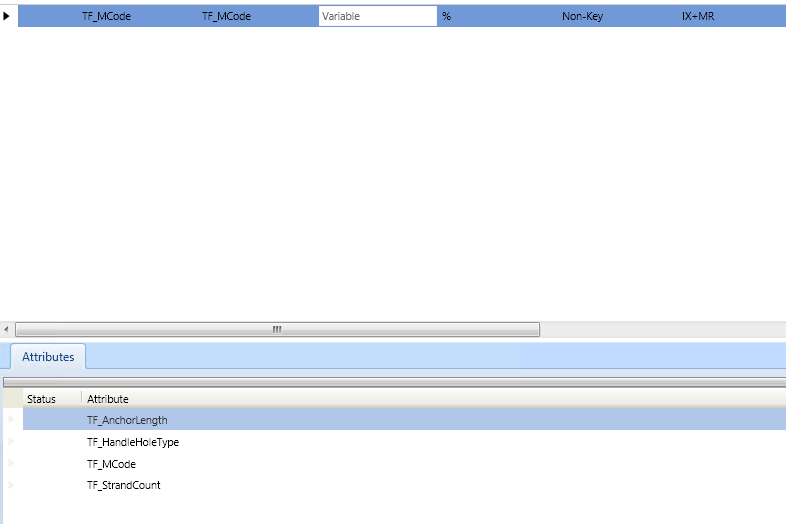 TF_MCode TF_MCode Variable % Non-Key IX+MR
Attributes
Status Attribute
TF_AnchorLength
TF_HandleHoleType
TF_MCode
TF_StrandCount